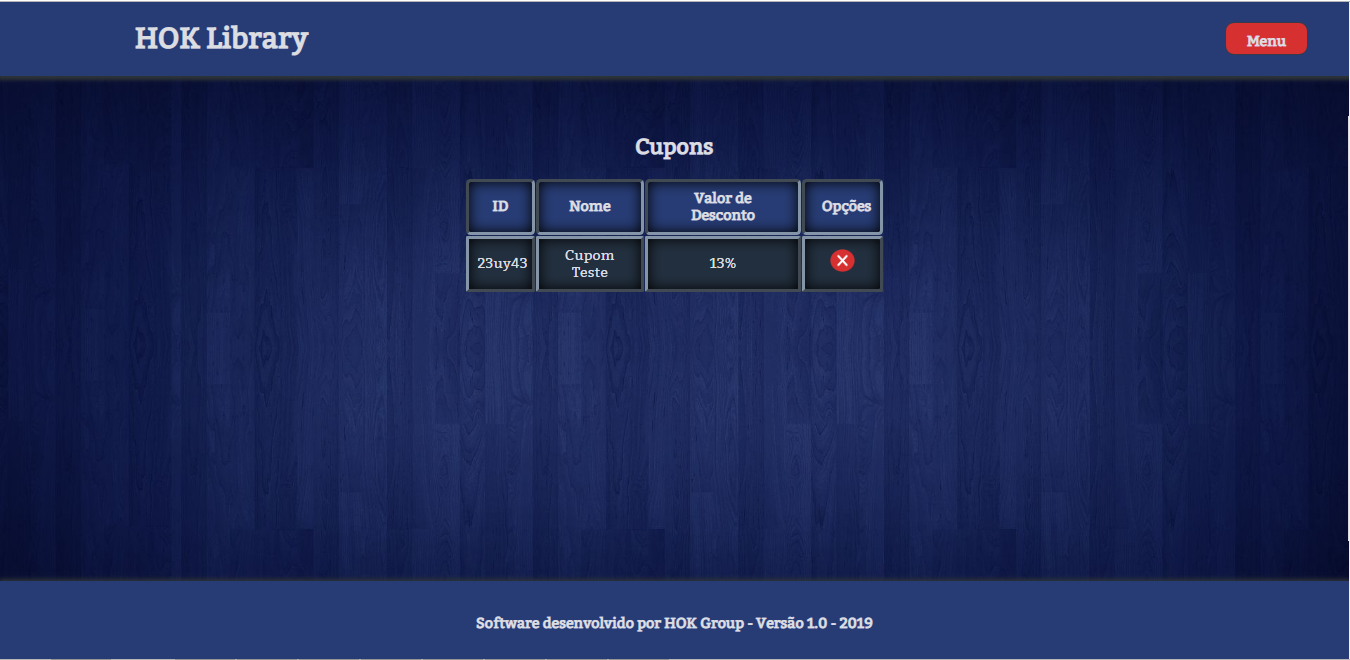 HOK Library
Menu
Cupons
ID
Nome
Valor de
Desconto
Opções
23uy43
Cupom
Teste
13%
Software desenvolvido por HOK Group - Versão 1.0 - 2019